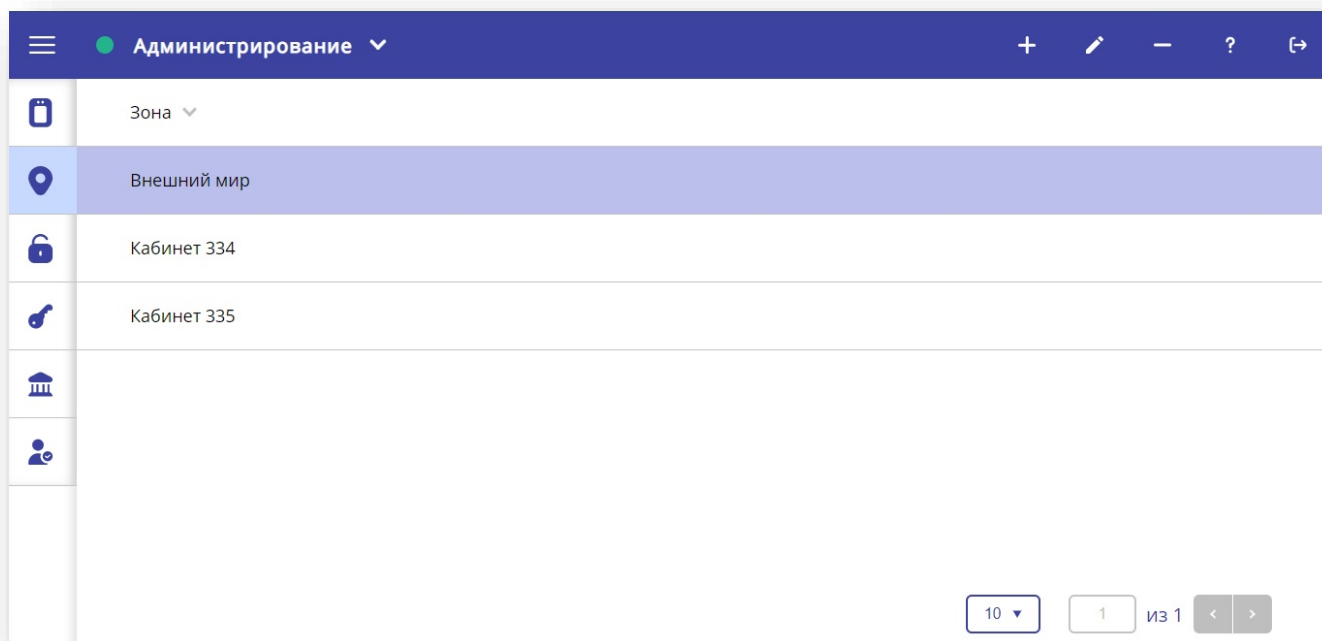 Администрирование
?
Зона
Внешний мир
Кабинет 334
Кабинет 335
10
1 из 1